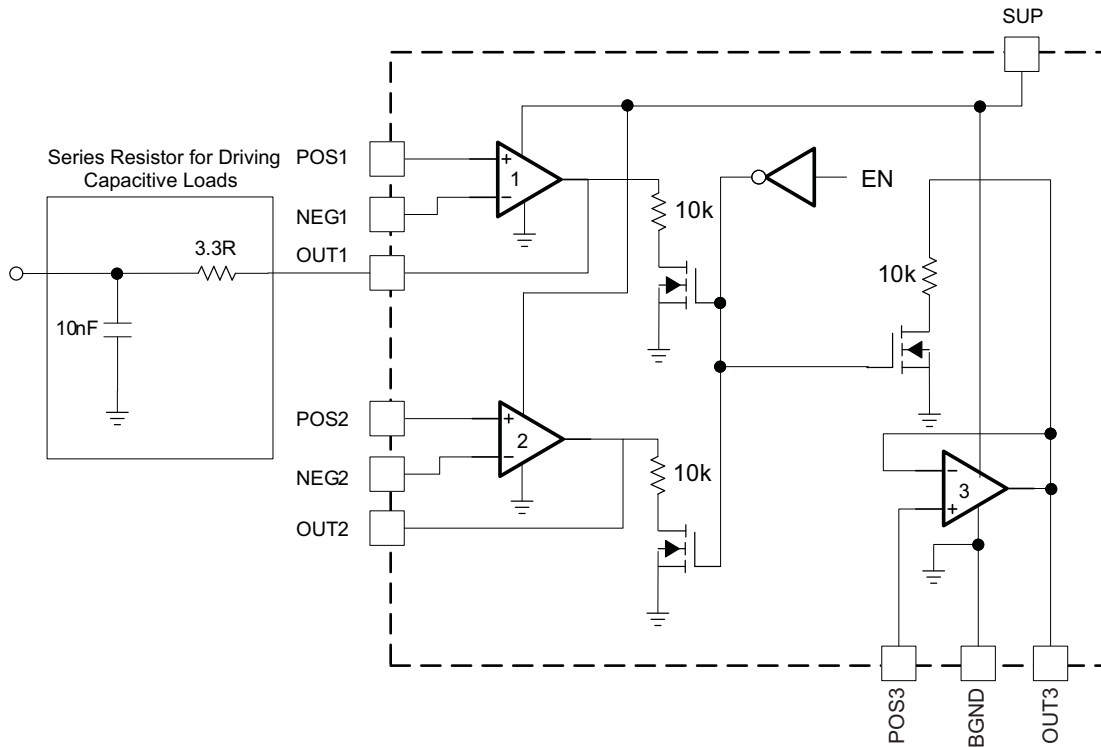 SUP
Series Resistor for Driving
Capacitive Loads
POS1
+
1
−
EN
NEG1
10k
3.3R
OUT1
10k
10nF
POS2
+
2
−
NEG2
10k
−
3
+
OUT2
POS3
BGND
OUT3